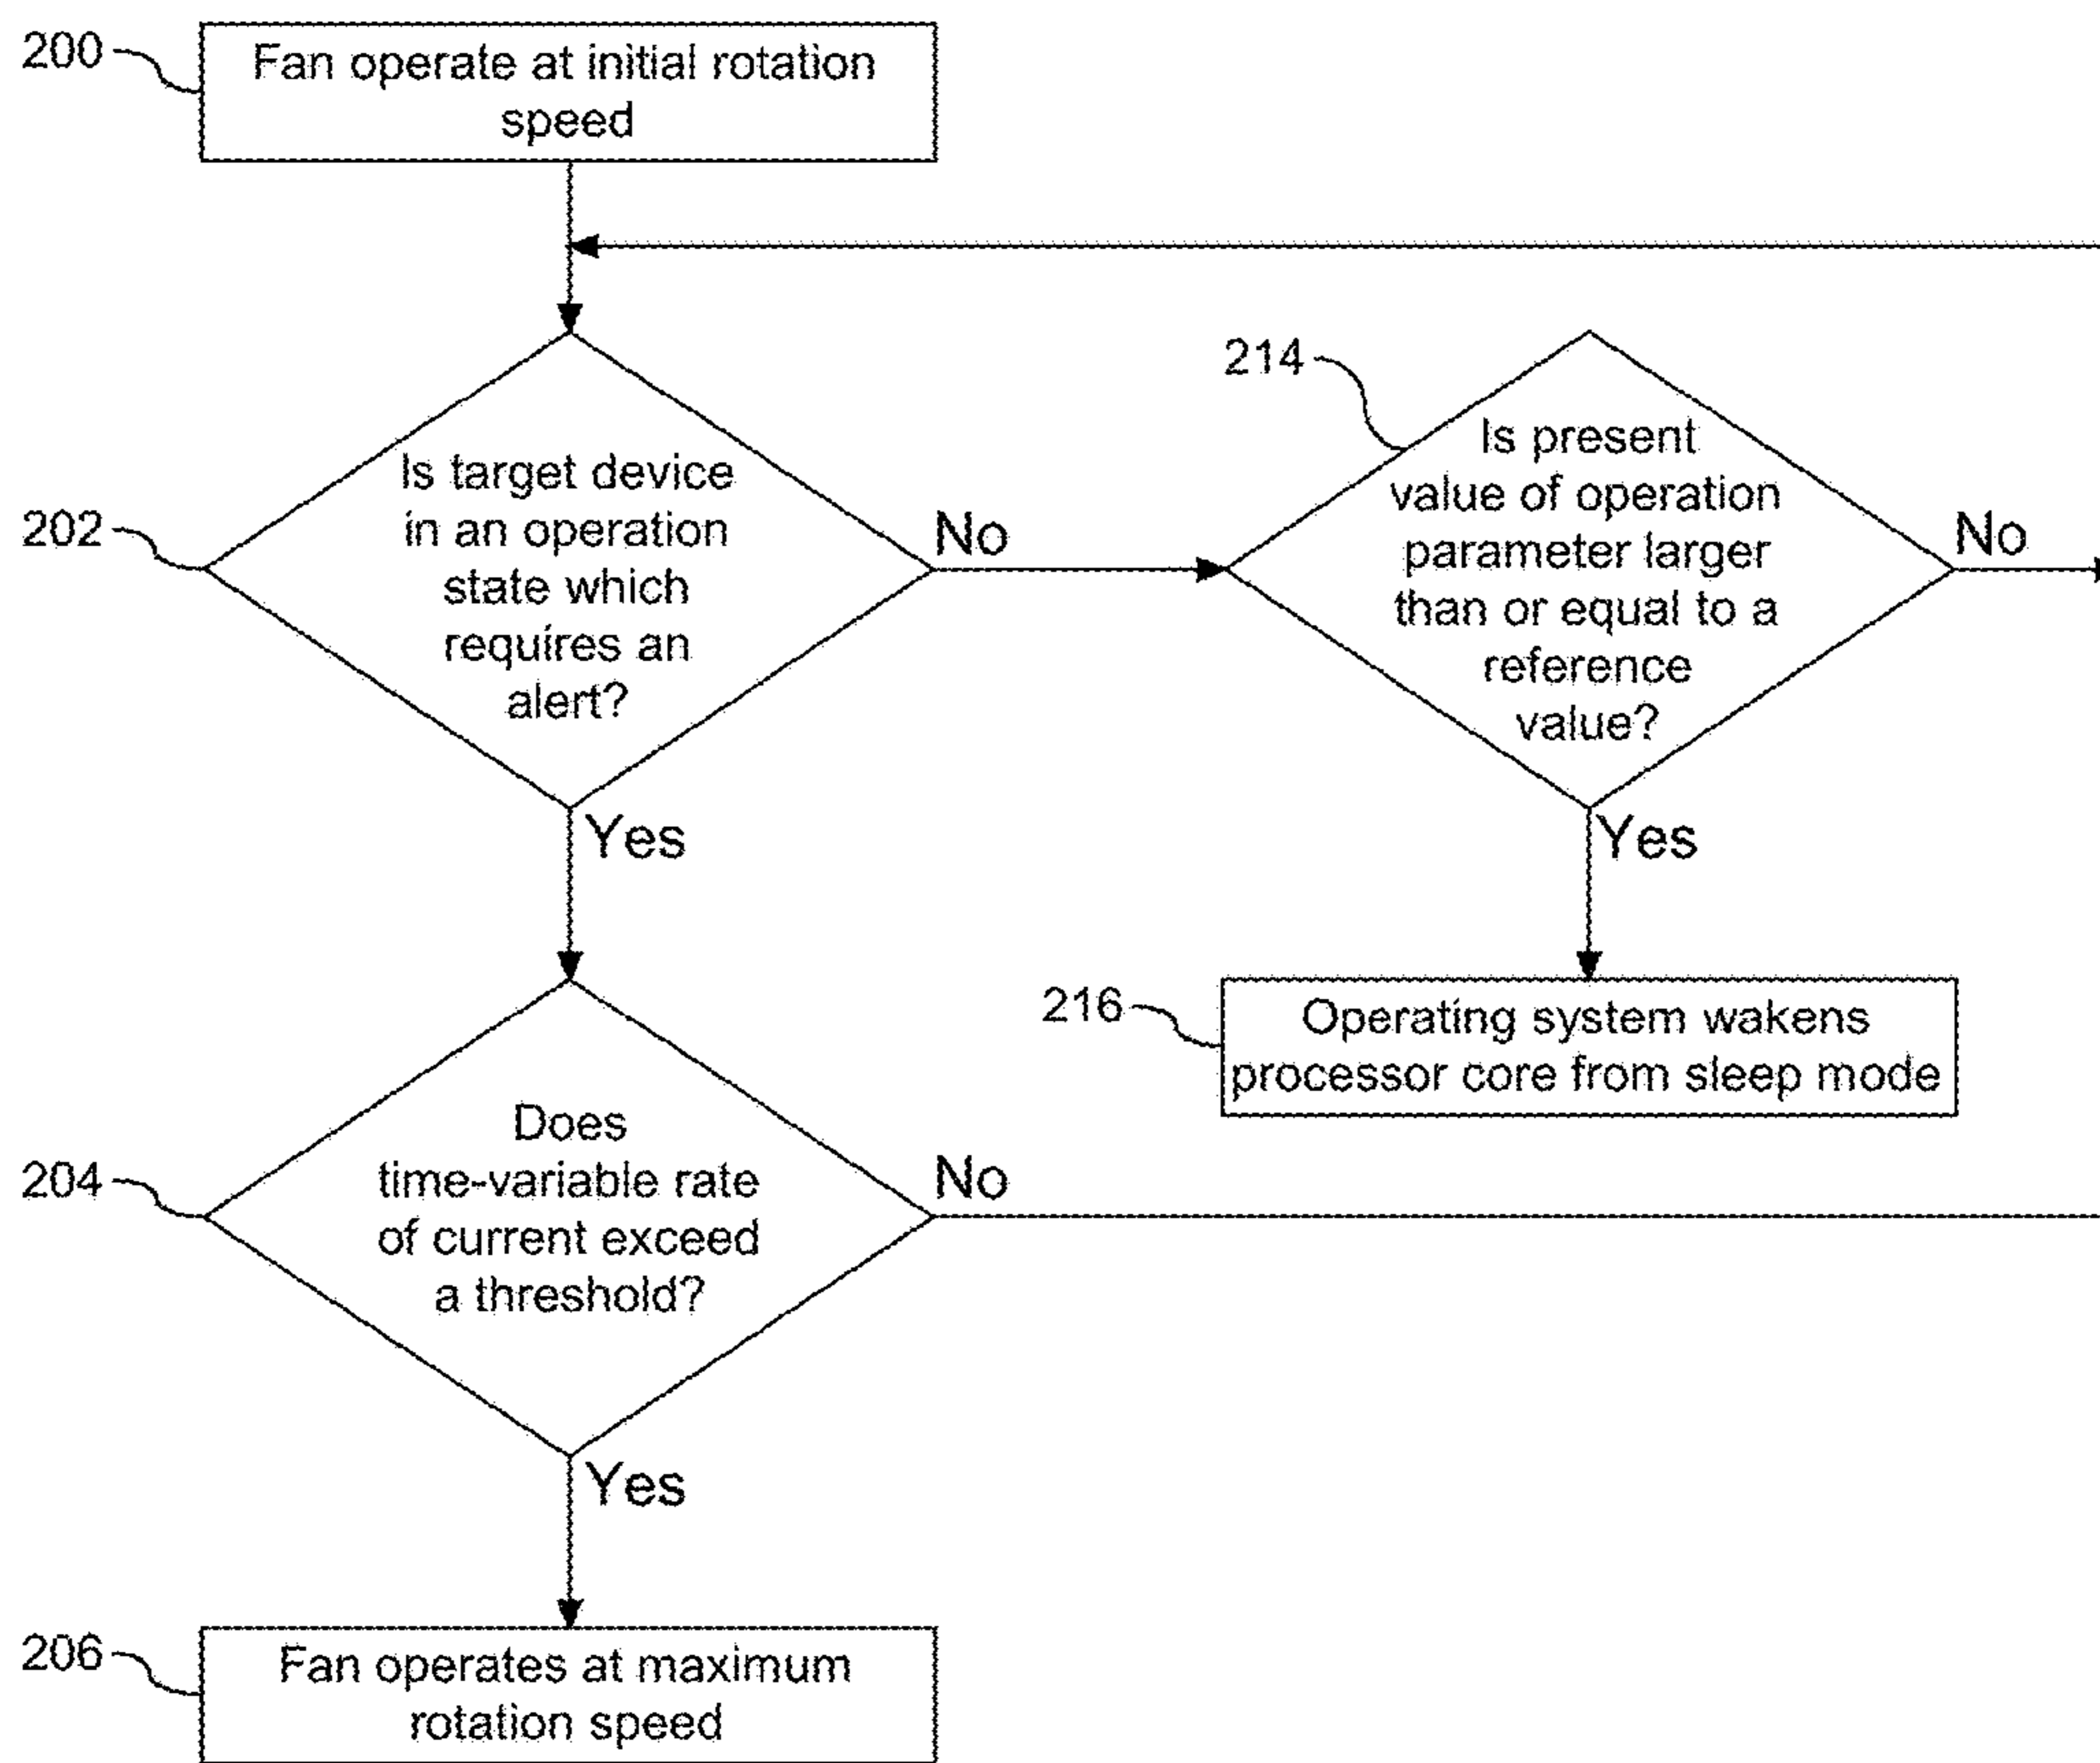 200
Fan operate at initial rotation
speed
202
Is target device
in an operation
state which
requires an
alert?
No
Yes
214
Is present
value of operation
parameter larger
than or equal to a
reference
value?
No
Yes
216
Operating system wakens
processor core from sleep mode
204
Does
time-variable rate
of current exceed
a threshold?
No
Yes
206
Fan operates at maximum
rotation speed